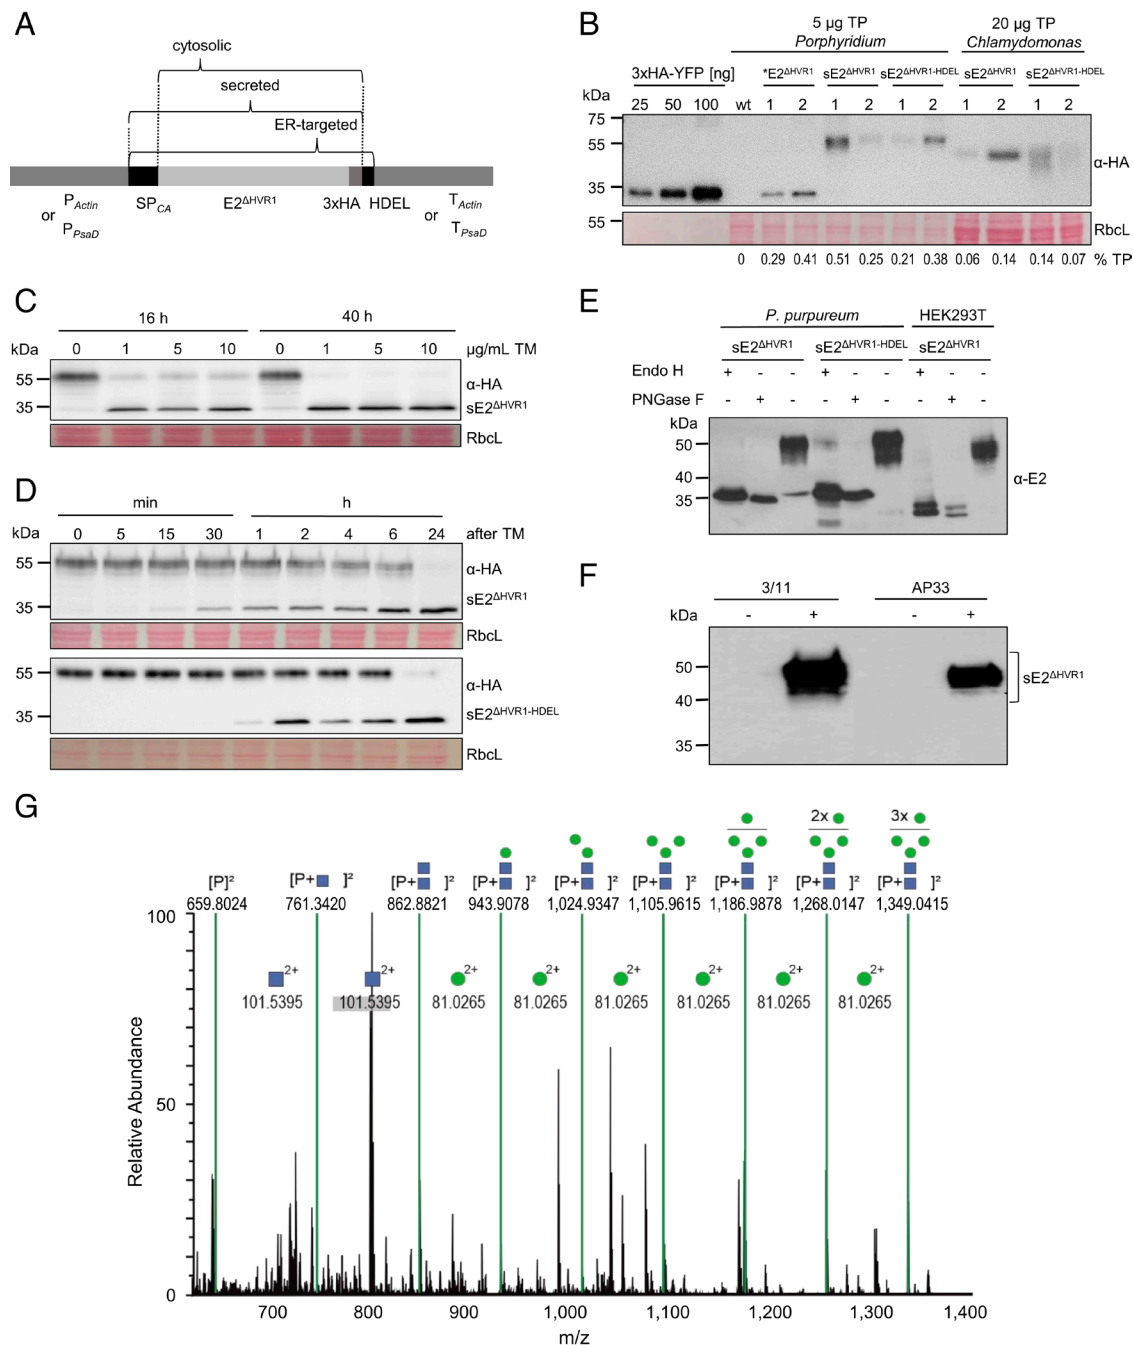 A
cytosolic
secreted
ER-targeted
P Actin
or
P PsaD
SP CA
E2 ΔHVR1
3xHA HDEL
T Actin
or
T PsaD
B
5 µg TP
Porphyridium
20 µg TP
Chlamydomonas
3xHA-YFP [ng]
*E2 ΔHVR1
sE2 ΔHVR1
sE2 ΔHVR1-HDEL
sE2 ΔHVR1
sE2 ΔHVR1-HDEL
kDa
25 50 100 wt 1 2 1 2 1 2 1 2 1 2
75
55
35
α-HA
55
RbcL
0 0.29 0.41 0.51 0.25 0.21 0.38 0.06 0.14 0.14 0.07 % TP
C
16 h 40 h
kDa 0 1 5 10 0 1 5 10 µg/mL TM
55
α-HA
35
sE2 ΔHVR1
RbcL
D
min h
kDa 0 5 15 30 1 2 4 6 24 after TM
55
α-HA
35
sE2 ΔHVR1
RbcL
55
α-HA
35
sE2 ΔHVR1-HDEL
RbcL
E
P. purpureum HEK293T
sE2 ΔHVR1 sE2 ΔHVR1-HDEL sE2 ΔHVR1
Endo H + - - + - - + - -
PNGase F - + - - + - - + -
kDa
50
40
35
α-E2
F
3/11 AP33
kDa - + - +
50
40
35
sE2 ΔHVR1
G
2x 3x
[P]² [P+ ]² [P+ ]² [P+ ]² [P+ ]² [P+ ]² [P+ ]² [P+ ]² [P+ ]²
659.8024 761.3420 862.8821 943.9078 1,024.9347 1,105.9615 1,186.9878 1,268.0147 1,349.0415
2+ 2+ 2+ 2+ 2+ 2+ 2+ 2+
101.5395 101.5395 81.0265 81.0265 81.0265 81.0265 81.0265 81.0265
Relative Abundance
100
50
0
700 800 900 1,000 1,100 1,200 1,300 1,400
m/z